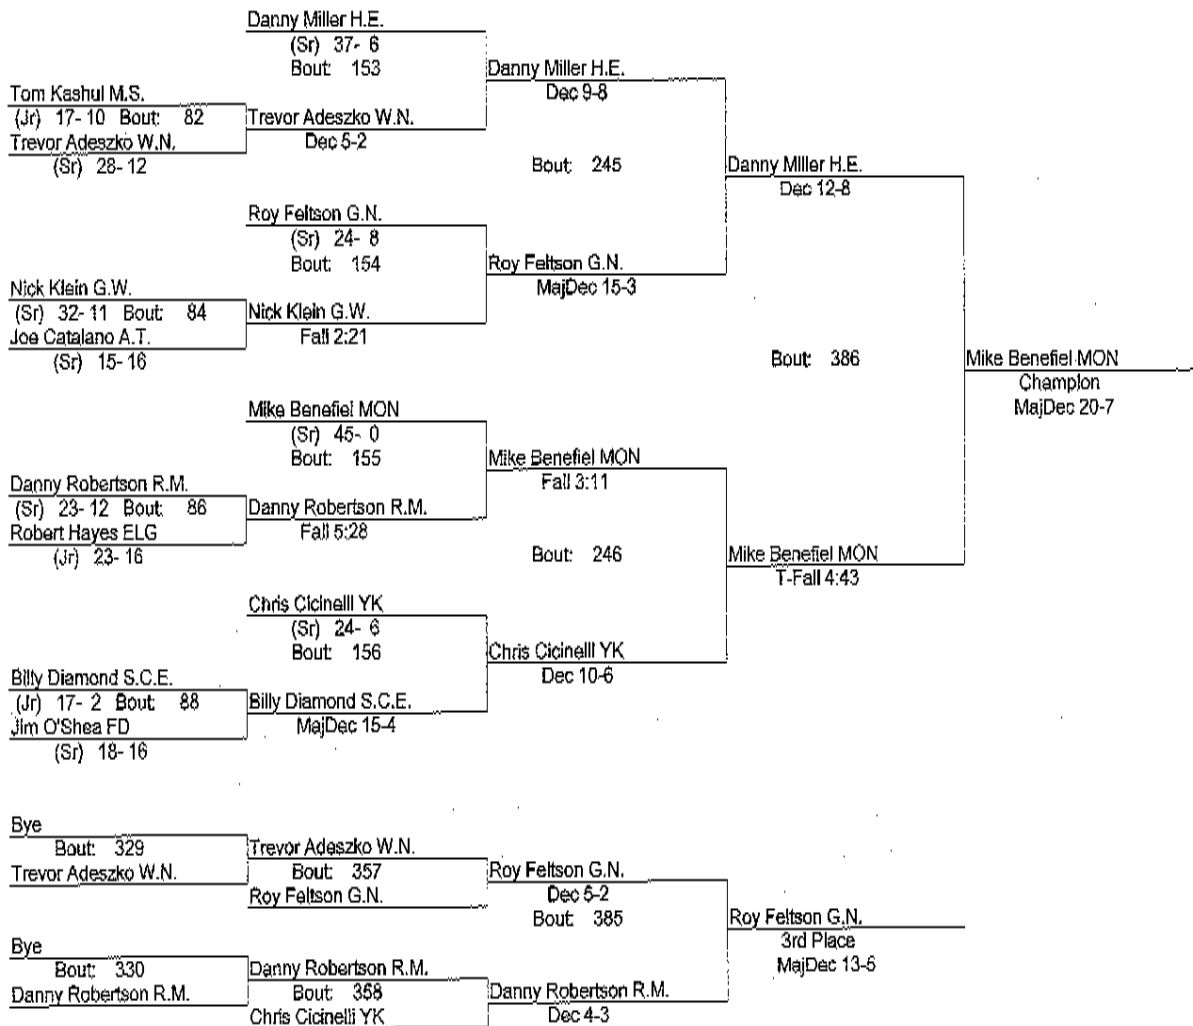 Danny Miller H.E.
(Sr) 37- 6
Bout: 153
Danny Miller H.E.
Dec 9-8
Tom Kashul M.S.
(Jr) 17- 10 Bout: 82
Trevor Adeszko W.N.
Dec 5-2
Trevor Adeszko W.N.
(Sr) 28- 12
Bout: 245
Danny Miller H.E.
Dec 12-8
Roy Feltson G.N.
(Sr) 24- 8
Bout: 154
Roy Feltson G.N.
MajDec 15-3
Nick Klein G.W.
(Sr) 32- 11 Bout: 84
Nick Klein G.W.
Fall 2:21
Joe Catalano A.T.
(Sr) 15- 16
Bout: 386
Mike Benefiel MON
Champion
MajDec 20-7
Mike Benefiel MON
(Sr) 45- 0
Bout: 155
Mike Benefiel MON
Fall 3:11
Danny Robertson R.M.
(Sr) 23- 12 Bout: 86
Danny Robertson R.M.
Fall 5:28
Robert Hayes ELG
(Jr) 23- 16
Bout: 246
Mike Benefiel MON
T-Fall 4:43
Chris Cicinelli YK
(Sr) 24- 6
Bout: 156
Chris Cicinelli YK
Dec 10-6
Billy Diamond S.C.E.
(Jr) 17- 2 Bout: 88
Billy Diamond S.C.E.
MajDec 15-4
Jim O'Shea FD
(Sr) 18- 16
Bye
Bout: 329
Trevor Adeszko W.N.
Trevor Adeszko W.N.
Bout: 357
Roy Feltson G.N.
Roy Feltson G.N.
Dec 5-2
Bout: 385
Roy Feltson G.N.
3rd Place
MajDec 13-5
Bye
Bout: 330
Danny Robertson R.M.
Danny Robertson R.M.
Bout: 358
Chris Cicinelli YK
Danny Robertson R.M.
Dec 4-3